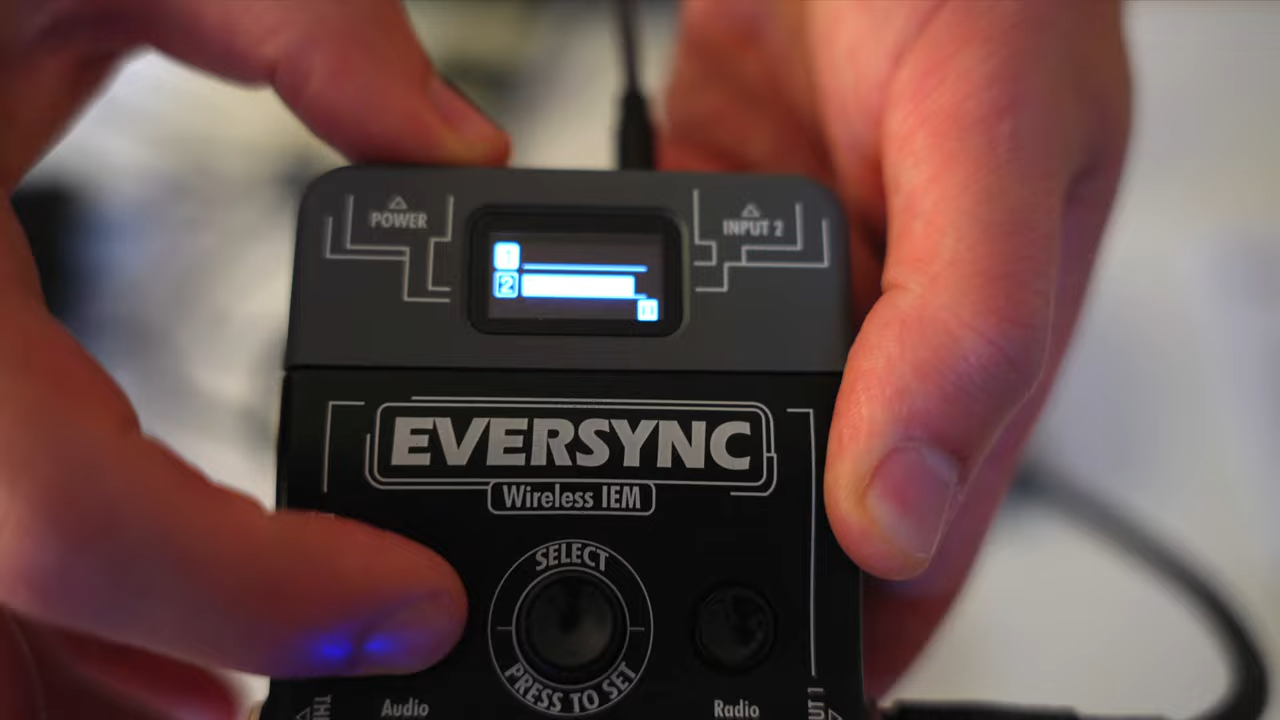 POWER
INPUT 2
1
2
EVERSYNC
Wireless IEM
SELECT
PRESS TO SET
Audio
Radio